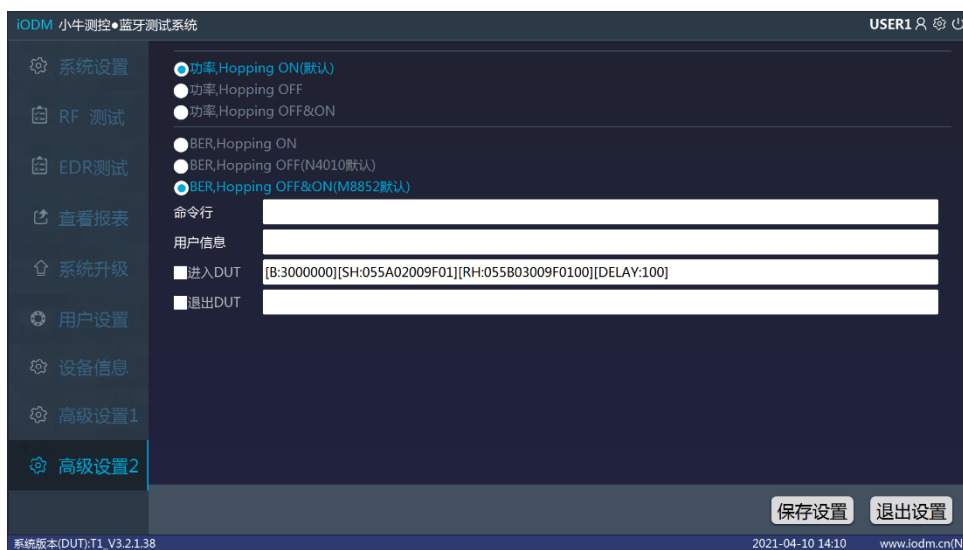 iODM 小牛测控●蓝牙测试系统
USER1
系统设置
RF 测试
EDR测试
查看报表
系统升级
用户设置
设备信息
高级设置1
高级设置2
功率,Hopping ON(默认)
功率,Hopping OFF
功率,Hopping OFF&ON
BER,Hopping ON
BER,Hopping OFF(N4010默认)
BER,Hopping OFF&ON(M8852默认)
命令行
用户信息
进入DUT [B:3000000][SH:055A02009F01][RH:055B03009F0100][DELAY:100]
退出DUT
保存设置 退出设置
系统版本(DUT):T1_V3.2.1.38 2021-04-10 14:10 www.iodm.cn(N